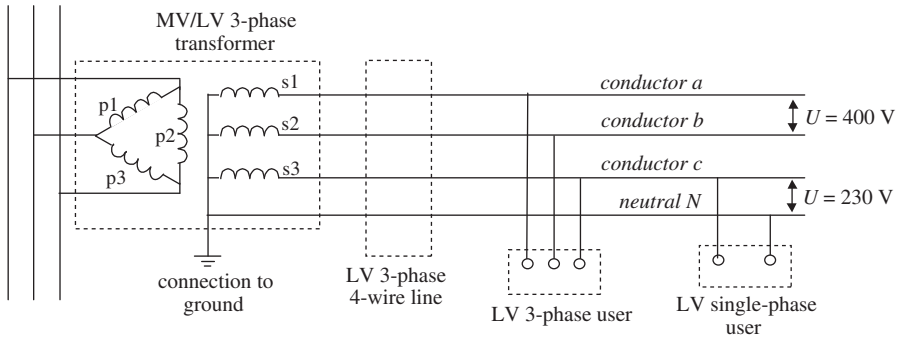 MV/LV 3-phase
transformer
p1
p2
p3
s1
s2
s3
conductor a
conductor b
conductor c
neutral N
U = 400 V
U = 230 V
connection to
ground
LV 3-phase
4-wire line
LV 3-phase user
LV single-phase
user